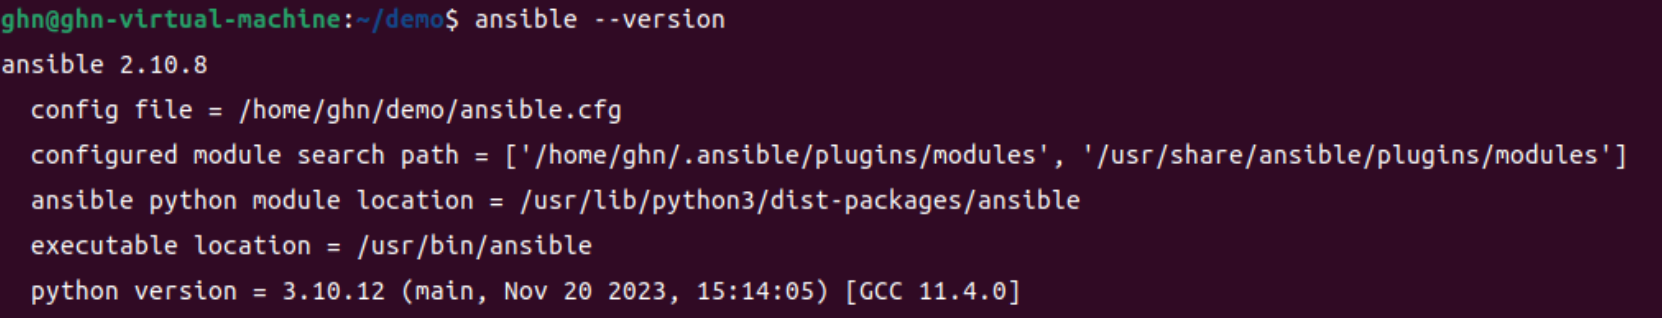 ghn@ghn-virtual-machine:~/demo$ ansible --version
ansible 2.10.8
  config file = /home/ghn/demo/ansible.cfg
  configured module search path = ['/home/ghn/.ansible/plugins/modules', '/usr/share/ansible/plugins/modules']
  ansible python module location = /usr/lib/python3/dist-packages/ansible
  executable location = /usr/bin/ansible
  python version = 3.10.12 (main, Nov 20 2023, 15:14:05) [GCC 11.4.0]